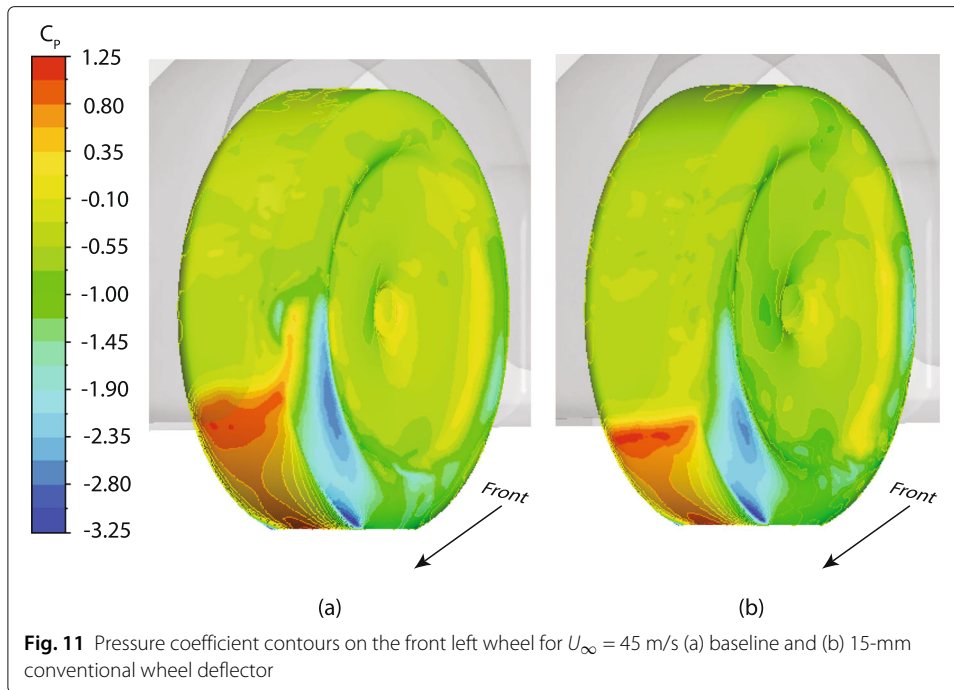 C_P
1.25
0.80
0.35
-0.10
-0.55
-1.00
-1.45
-1.90
-2.35
-2.80
-3.25
Front
Front
(a)
(b)
Fig. 11 Pressure coefficient contours on the front left wheel for U∞ = 45 m/s (a) baseline and (b) 15-mm
conventional wheel deflector